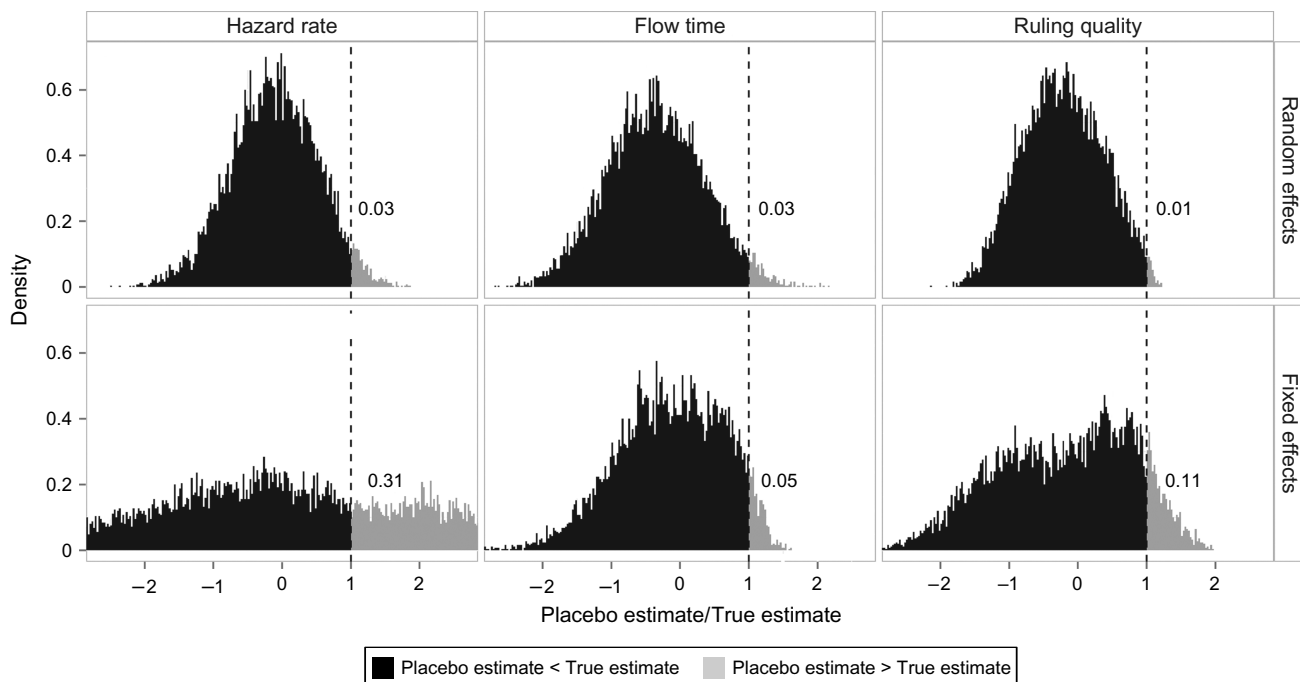 Hazard rate Flow time Ruling quality
0.6
0.4
0.2
0
0.03 0.03 0.01
Random effects
Density
0.6
0.4
0.2
0
0.31 0.05 0.11
Fixed effects
–2 –1 0 1 2 –2 –1 0 1 2 –2 –1 0 1 2
Placebo estimate/True estimate
Placebo estimate < True estimate Placebo estimate > True estimate